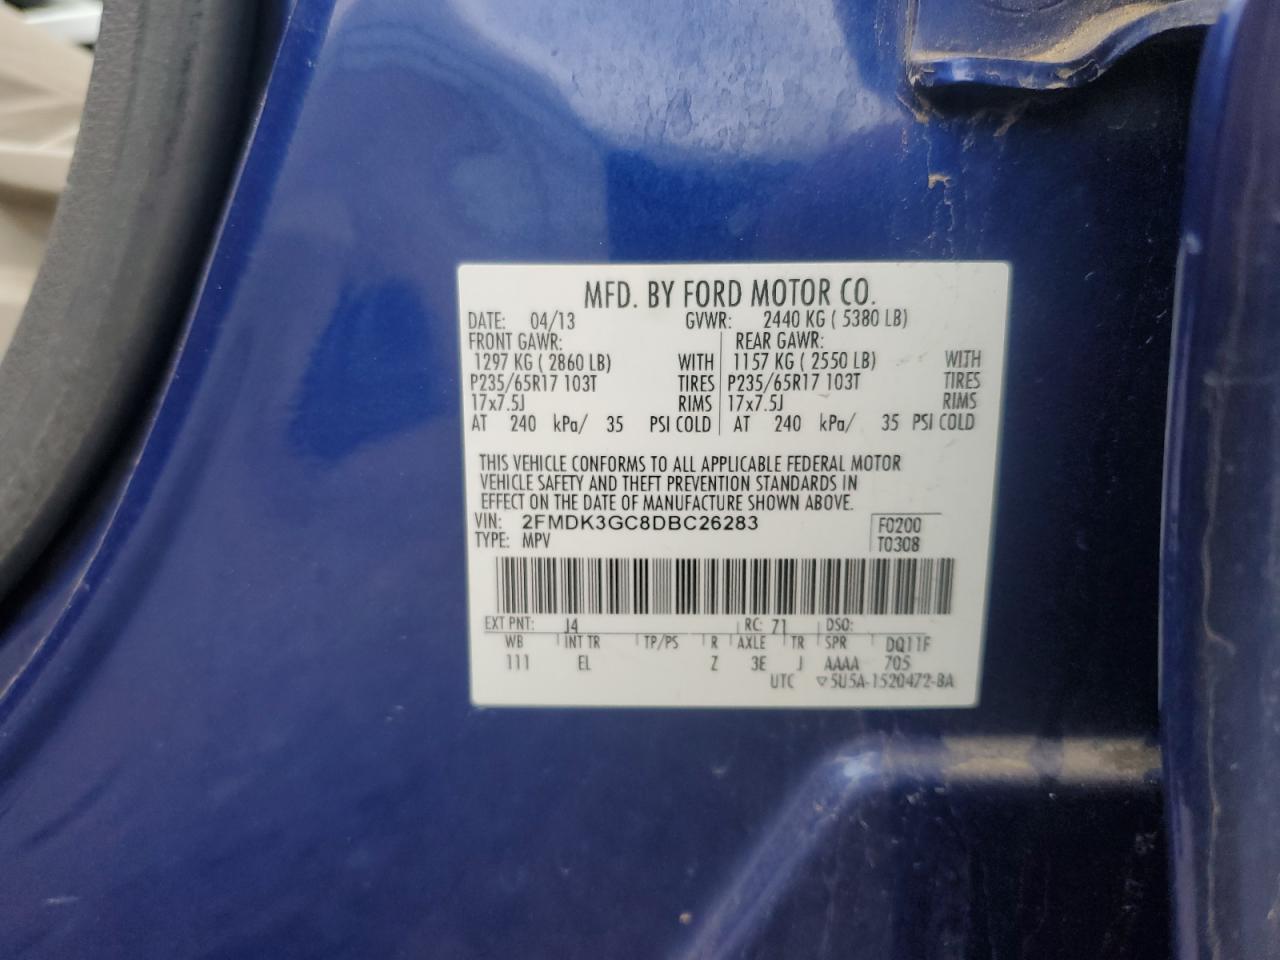 MFD. BY FORD MOTOR CO.
DATE: 04/13 GVWR: 2440 KG ( 5380 LB)
FRONT GAWR: REAR GAWR:
1297 KG ( 2860 LB) WITH 1157 KG ( 2550 LB) WITH
P235/65R17 103T TIRES P235/65R17 103T TIRES
17x7.5J RIMS 17x7.5J RIMS
AT 240 kPa/ 35 PSI COLD AT 240 kPa/ 35 PSI COLD
THIS VEHICLE CONFORMS TO ALL APPLICABLE FEDERAL MOTOR
VEHICLE SAFETY AND THEFT PREVENTION STANDARDS IN
EFFECT ON THE DATE OF MANUFACTURE SHOWN ABOVE.
VIN: 2FMDK3GC8DBC26283 F0200
TYPE: MPV T0308
EXT PNT: J4 RC: 71 DSO:
WB INT TR TP/PS R AXLE TR SPR DQ11F
111 EL Z 3E J AAAA 705
UTC ▽5U5A-1520472-BA